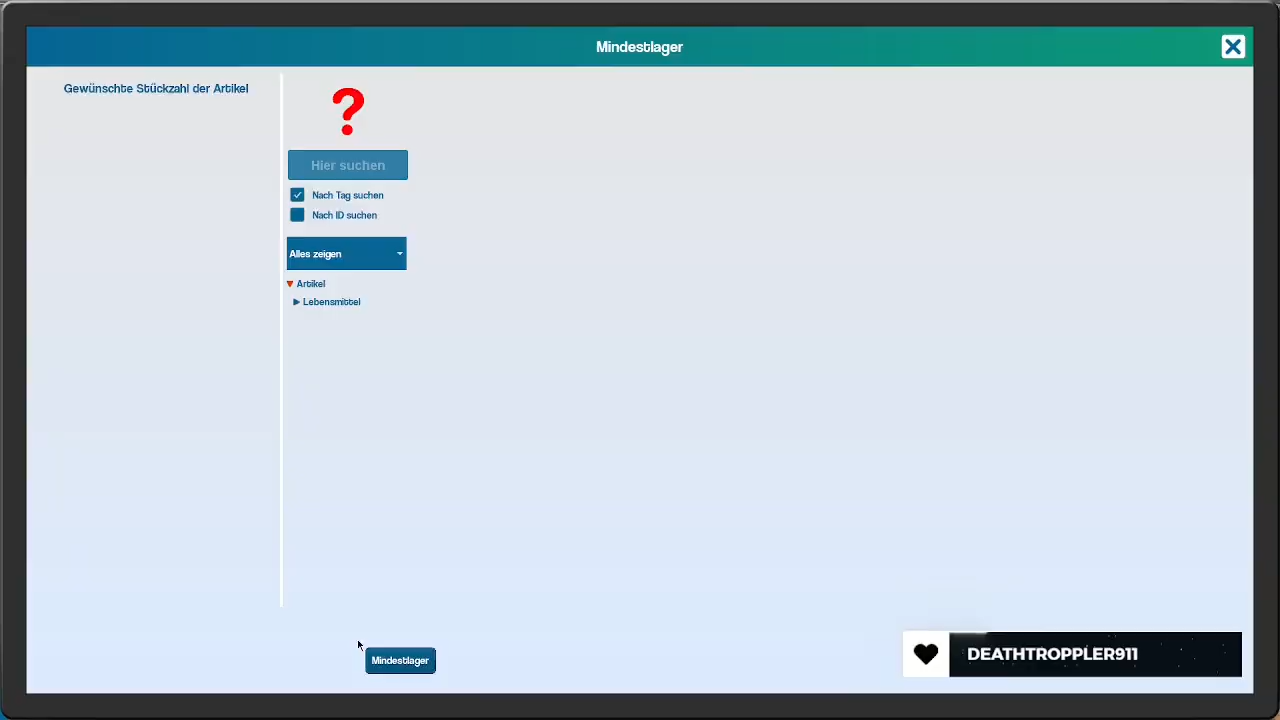 Mindestlager
Gewünschte Stückzahl der Artikel
?
Hier suchen
Nach Tag suchen
Nach ID suchen
Alles zeigen
Artikel
Lebensmittel
Mindestlager
DEATHTROPPLER911